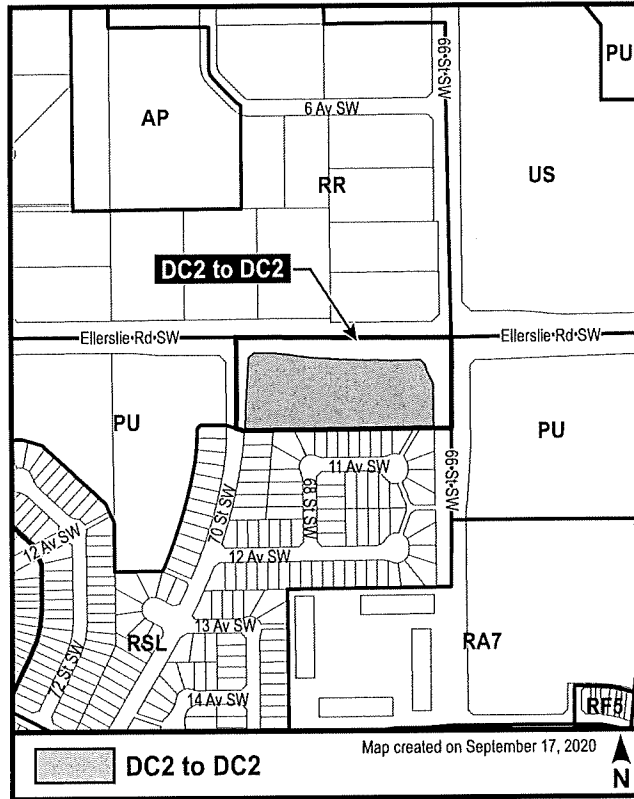 PU
66•St•SW
6 Av SW
AP
RR
US
DC2 to DC2
Ellerslie•Rd•SW
Ellerslie•Rd•SW
PU
PU
11 Av SW
66•St•SW
68 St SW
70 St SW
12 Av SW
12 Av SW
13 Av SW
RSL
RA7
72 St SW
14 Av SW
RF5
DC2 to DC2
Map created on September 17, 2020
N